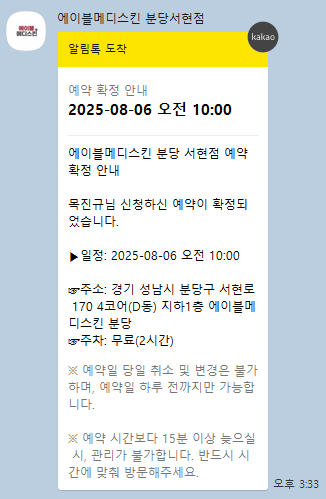 에이블메디스킨 분당서현점
에이블
메디스킨
알림톡 도착
kakao
예약 확정 안내
2025-08-06 오전 10:00
에이블메디스킨 분당 서현점 예약
확정 안내
목진규님 신청하신 예약이 확정되
었습니다.
▶일정: 2025-08-06 오전 10:00
☞주소: 경기 성남시 분당구 서현로
170 4코어(D동) 지하1층 에이블메
디스킨 분당
☞주차: 무료(2시간)
※ 예약일 당일 취소 및 변경은 불가
하며, 예약일 하루 전까지만 가능합
니다.
※ 예약 시간보다 15분 이상 늦으실
시, 관리가 불가합니다. 반드시 시
간에 맞춰 방문해주세요.
오후 3:33